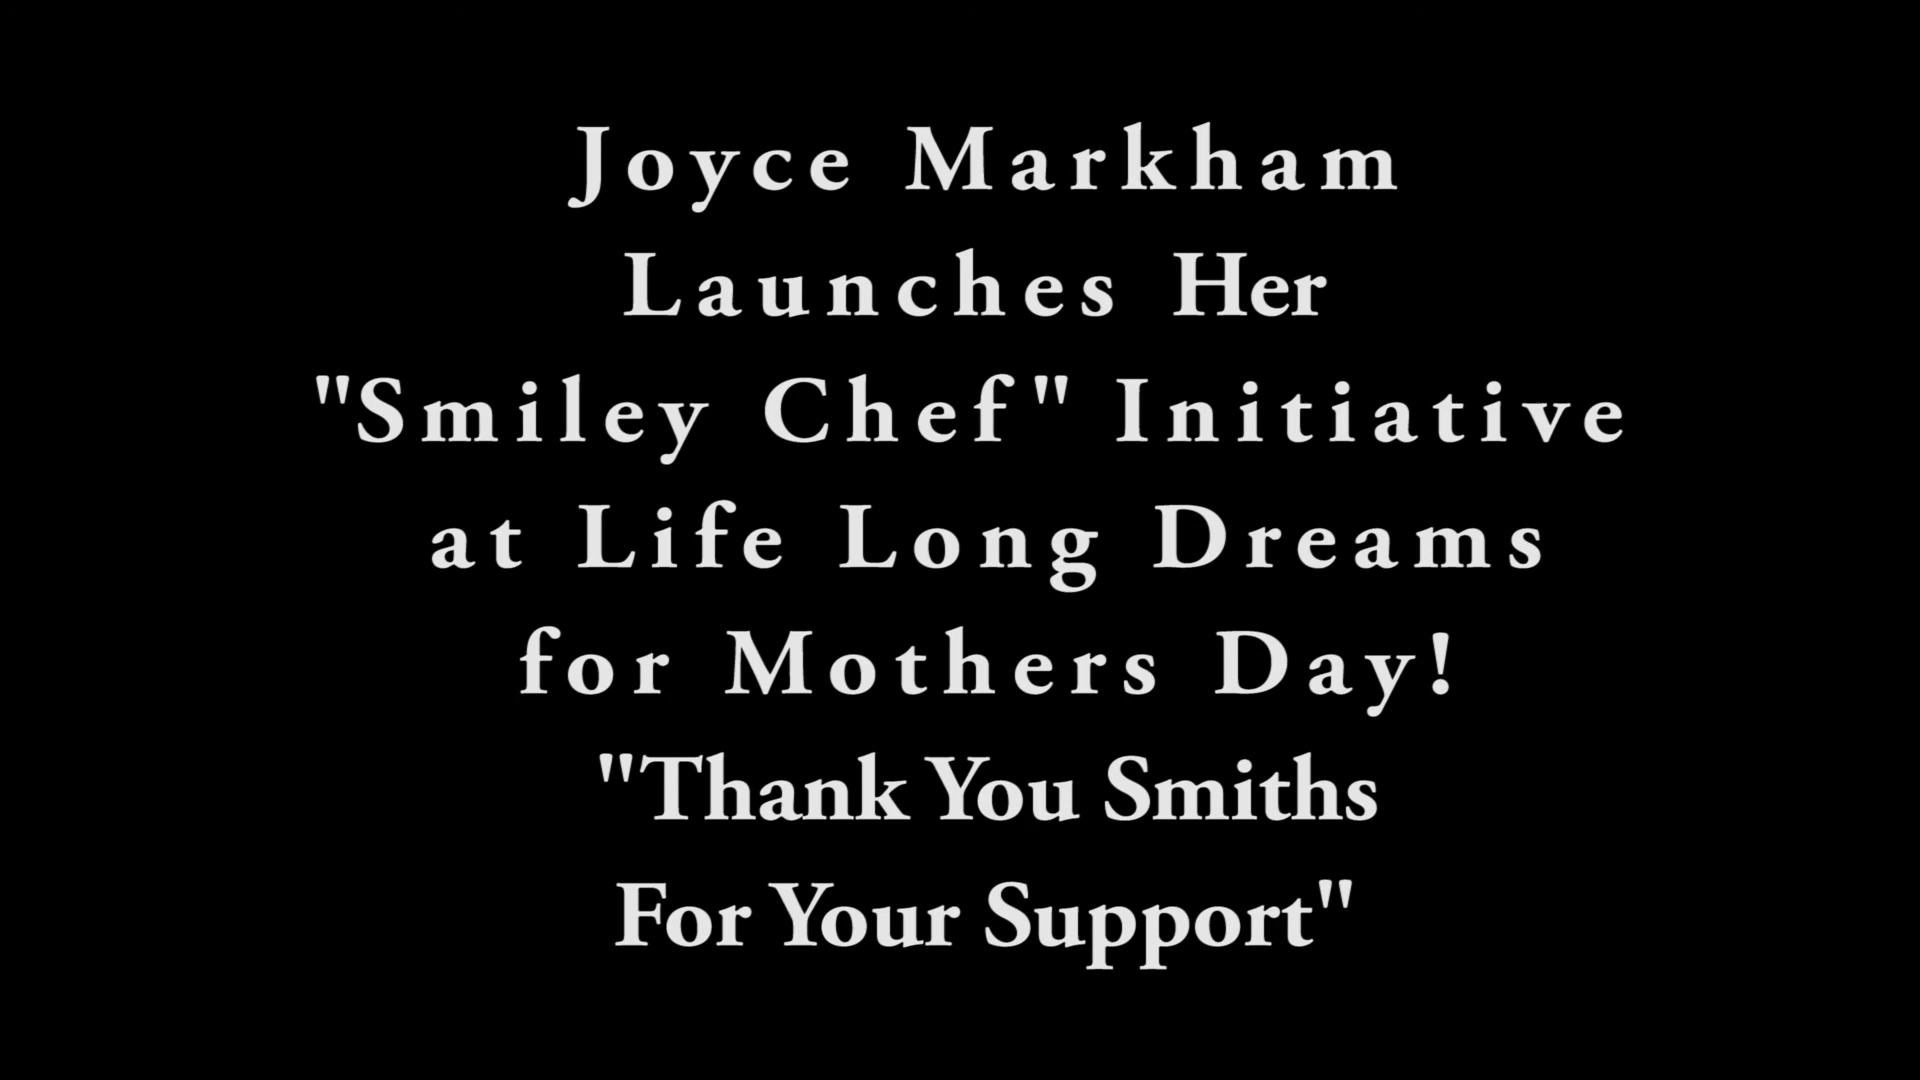 Joyce Markham
Launches Her
"Smiley Chef" Initiative
at Life Long Dreams
for Mothers Day!
"Thank You Smiths
For Your Support"